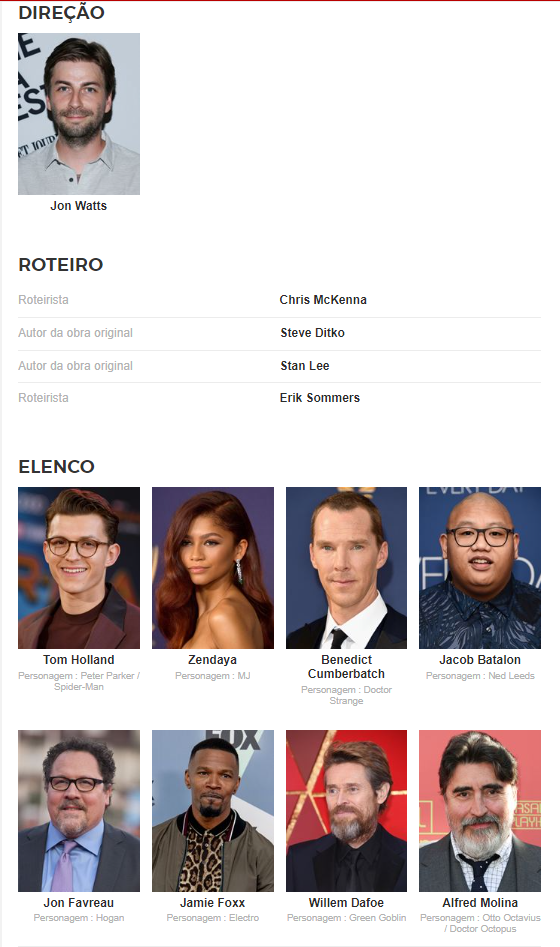 DIREÇÃO
Jon Watts
ROTEIRO
Roteirista Chris McKenna
Autor da obra original Steve Ditko
Autor da obra original Stan Lee
Roteirista Erik Sommers
ELENCO
EVERY DAY
Tom Holland Zendaya Benedict Cumberbatch Jacob Batalon
Personagem : Peter Parker / Spider-Man
Personagem : MJ
Personagem : Doctor Strange
Personagem : Ned Leeds
FOX
Jon Favreau Jamie Foxx Willem Dafoe Alfred Molina
Personagem : Hogan
Personagem : Electro
Personagem : Green Goblin
Personagem : Otto Octavius / Doctor Octopus